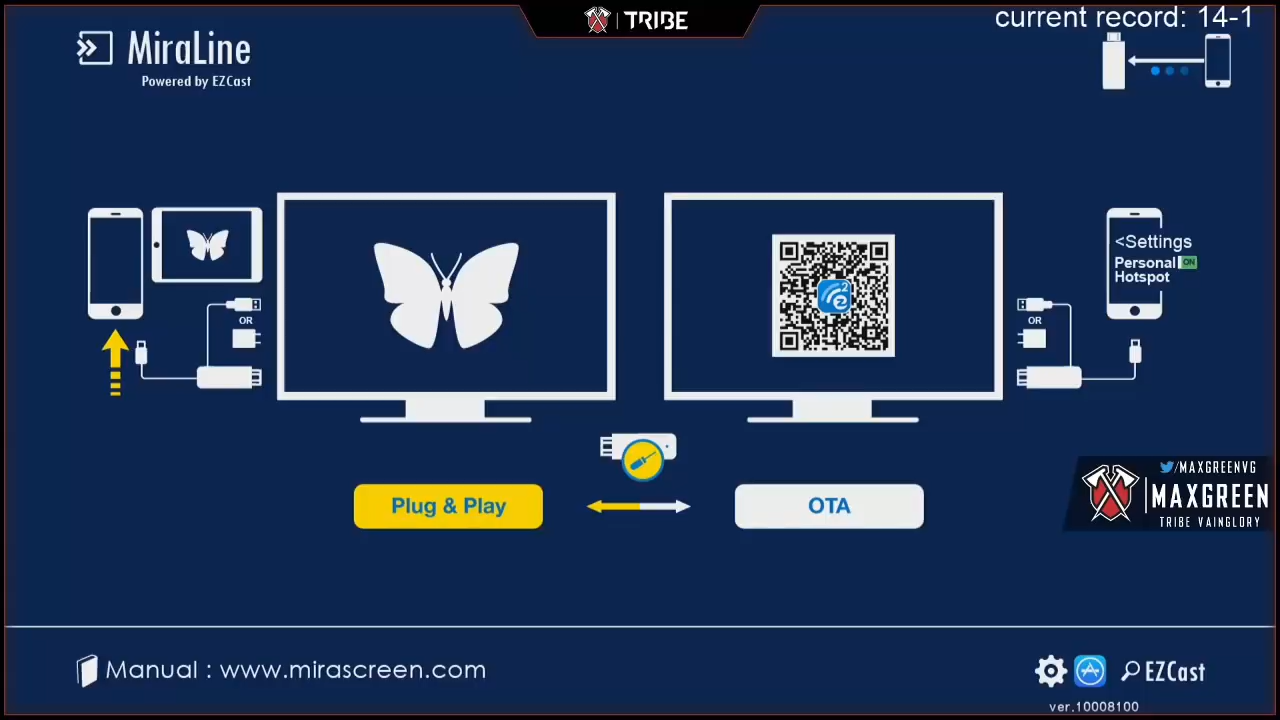 TRIBE
current record: 14-1
MiraLine
Powered by EZCast
<Settings
Personal ON
Hotspot
OR
OR
2
Plug & Play
OTA
/MAXGREENVG
MAXGREEN
TRIBE VAINGLORY
Manual : www.mirascreen.com
EZCast
ver.10008100